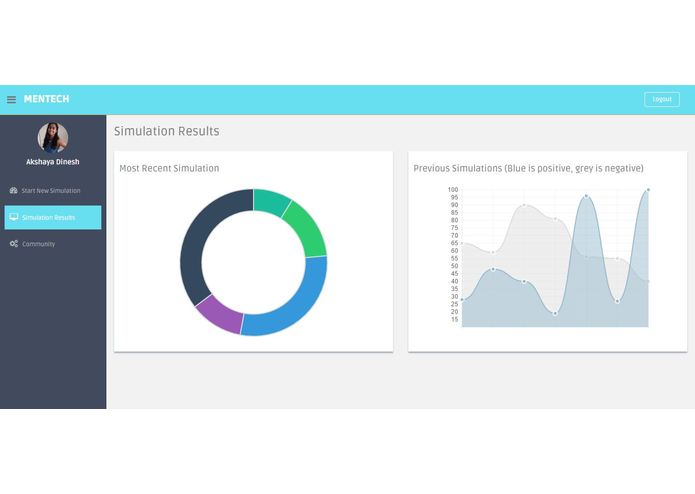 MENTECH
Logout
Akshaya Dinesh
Start New Simulation
Simulation Results
Community
Simulation Results
Most Recent Simulation
Previous Simulations (Blue is positive, grey is negative)
100
95
90
85
80
75
70
65
60
55
50
45
40
35
30
25
20
15